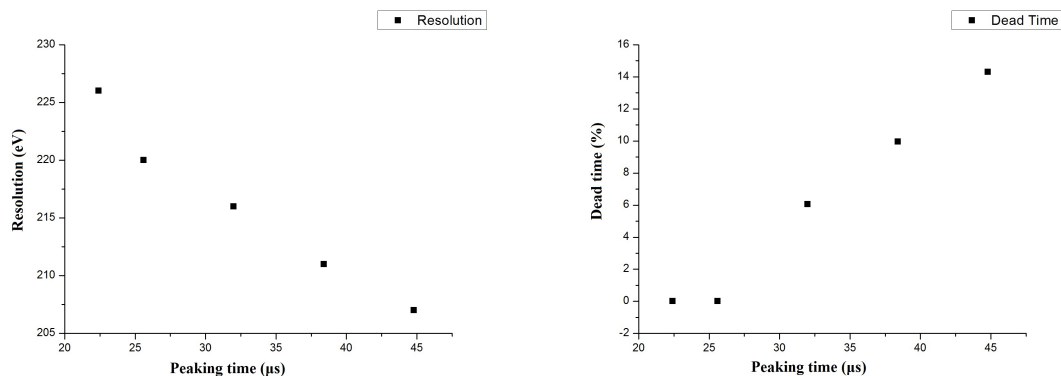 Resolution
230
225
220
215
210
205
20 25 30 35 40 45
Resolution (eV)
Peaking time (µs)
Dead Time
16
14
12
10
8
6
4
2
0
-2
20 25 30 35 40 45
Dead time (%)
Peaking time (µs)